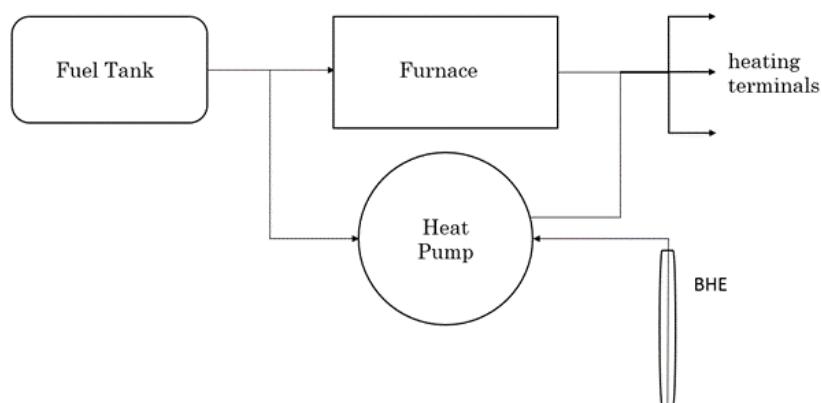 Fuel Tank
Furnace
heating
terminals
Heat
Pump
BHE